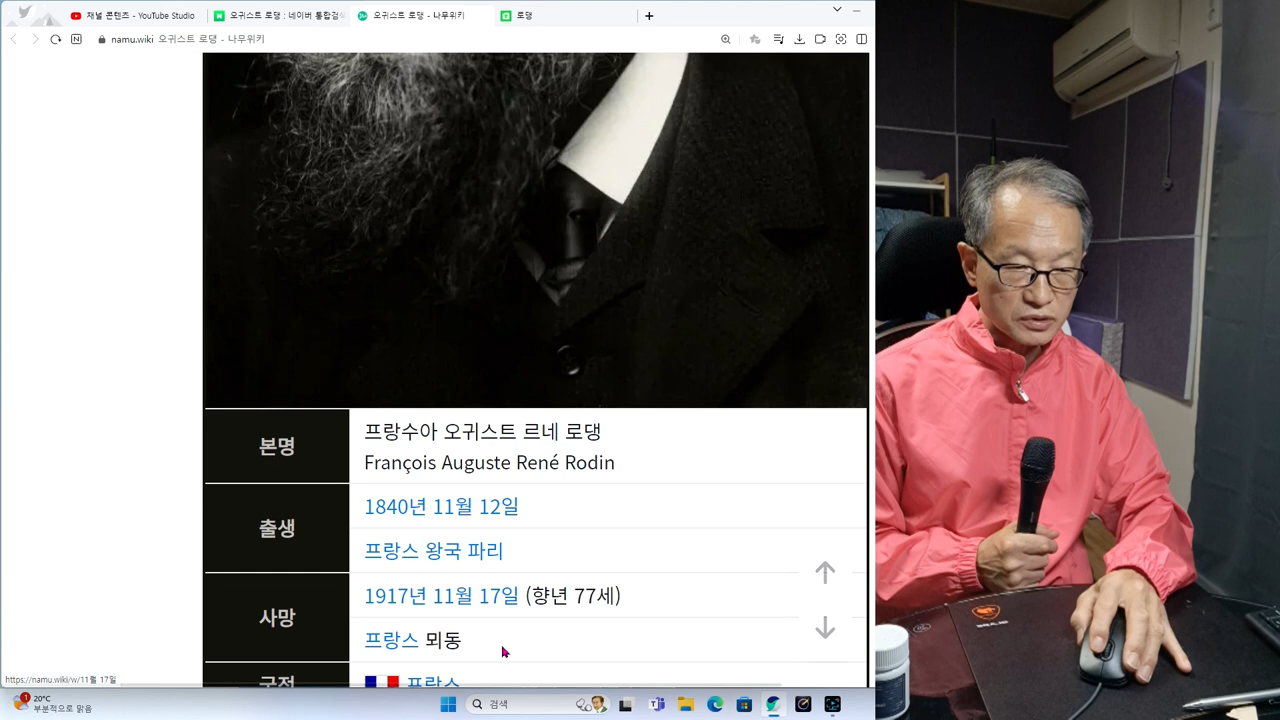 채널 콘텐츠 - YouTube Studio
오귀스트 로댕 : 네이버 통합검색
오귀스트 로댕 - 나무위키
로댕
namu.wiki 오귀스트 로댕 - 나무위키
본명
프랑수아 오귀스트 르네 로댕
François Auguste René Rodin
출생
1840년 11월 12일
프랑스 왕국 파리
사망
1917년 11월 17일 (향년 77세)
프랑스 뫼동
국적
프랑스
https://namu.wiki/w/11월 17일
1
20°C
부분적으로 맑음
검색